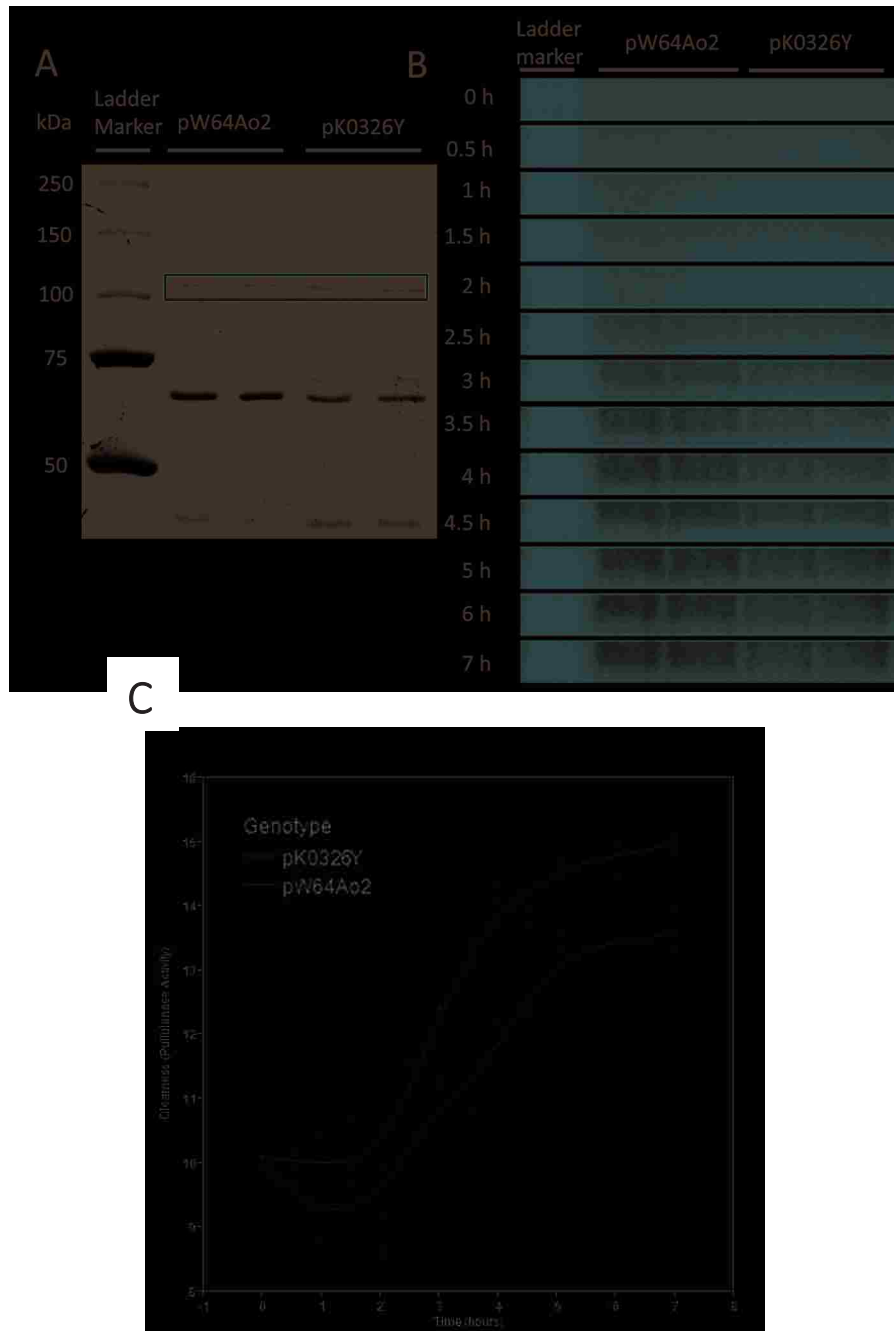 A
kDa
Ladder
Marker
pW64Ao2
pK0326Y
250
150
100
75
50
B
Ladder
marker
pW64Ao2
pK0326Y
0 h
0.5 h
1 h
1.5 h
2 h
2.5 h
3 h
3.5 h
4 h
4.5 h
5 h
6 h
7 h
C
Genotype
pK0326Y
pW64Ao2
15
14
13
12
11
10
9
-1
0
1
2
3
4
5
6
7
8
Time (hours)
(Pullulanase Activity)